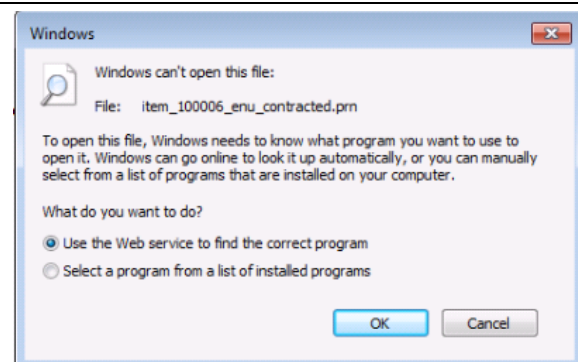 Windows
Windows can't open this file:
File: item_100006_enu_contracted.prn
To open this file, Windows needs to know what program you want to use to
open it. Windows can go online to look it up automatically, or you can manually
select from a list of programs that are installed on your computer.
What do you want to do?
Use the Web service to find the correct program
Select a program from a list of installed programs
OK Cancel